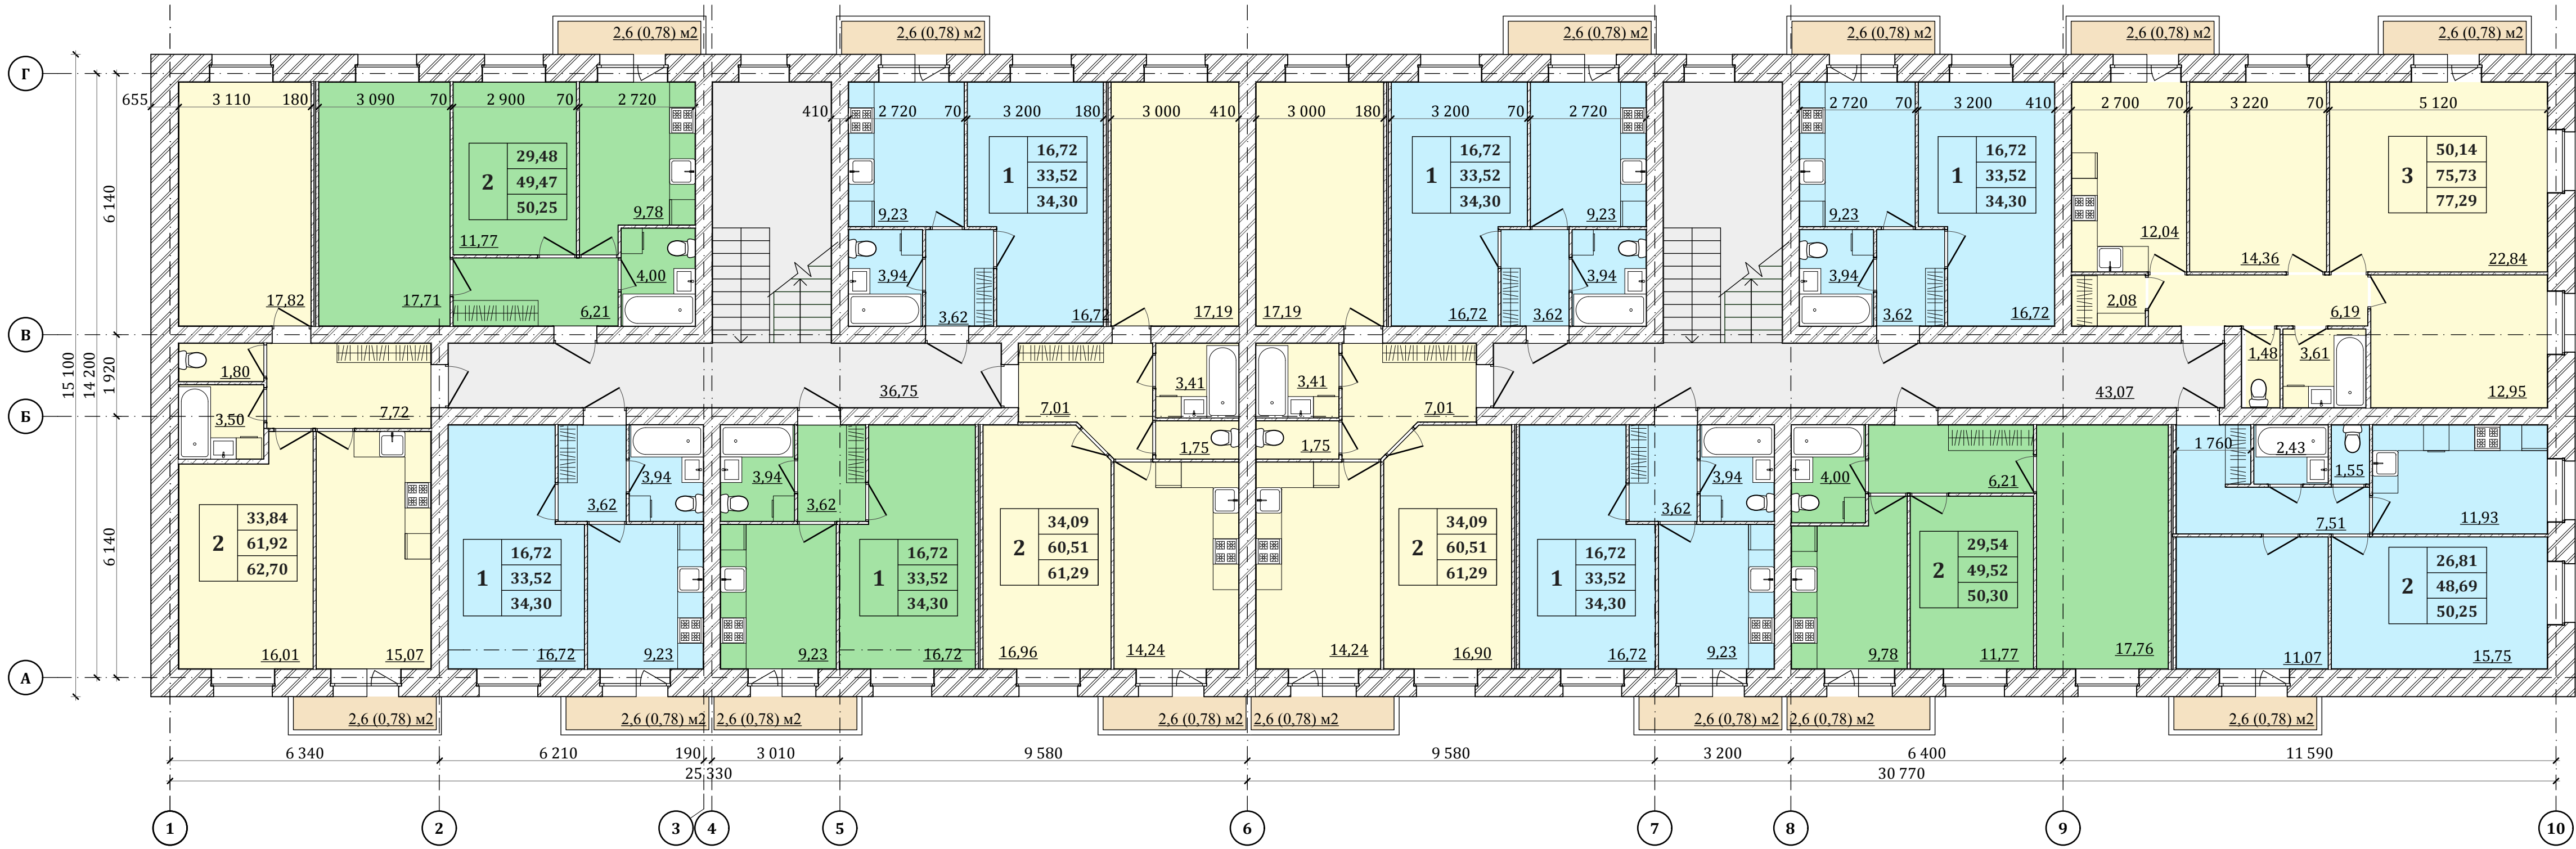 2,6 (0,78) м2 2,6 (0,78) м2 2,6 (0,78) м2 2,6 (0,78) м2 2,6 (0,78) м2 2,6 (0,78) м2
Г
655 3 110 180 3 090 70 2 900 70 2 720 410 2 720 70 3 200 180 3 000 410 3 000 180 3 200 70 2 720 2 720 70 3 200 410 2 700 70 3 220 70 5 120
2 29,48 49,47 50,25
1 16,72 33,52 34,30
1 16,72 33,52 34,30
1 16,72 33,52 34,30
3 50,14 75,73 77,29
9,78 9,23 9,23 9,23 12,04
11,77 14,36 22,84
4,00 3,94 3,94 3,94
17,82 17,71 6,21 3,62 16,72 17,19 17,19 16,72 3,62 3,62 16,72 2,08 6,19
15 100 14 200 6 140 1 920 6 140
В
1,80 3,41 3,41 1,48 3,61
36,75 43,07 12,95
3,50 7,72 7,01 7,01
Б
1,75 1,75 1 760 2,43 1,55
3,94 3,94 3,94 4,00 6,21
3,62 3,62 3,62 7,51 11,93
2 33,84 61,92 62,70
1 16,72 33,52 34,30
1 16,72 33,52 34,30
2 34,09 60,51 61,29
2 34,09 60,51 61,29
1 16,72 33,52 34,30
2 29,54 49,52 50,30
2 26,81 48,69 50,25
16,01 15,07 16,72 9,23 9,23 16,72 16,96 14,24 14,24 16,90 16,72 9,23 9,78 11,77 17,76 11,07 15,75
А
2,6 (0,78) м2 2,6 (0,78) м2 2,6 (0,78) м2 2,6 (0,78) м2 2,6 (0,78) м2 2,6 (0,78) м2 2,6 (0,78) м2 2,6 (0,78) м2
6 340 6 210 190 3 010 9 580 9 580 3 200 6 400 11 590
25 330 30 770
1 2 3 4 5 6 7 8 9 10